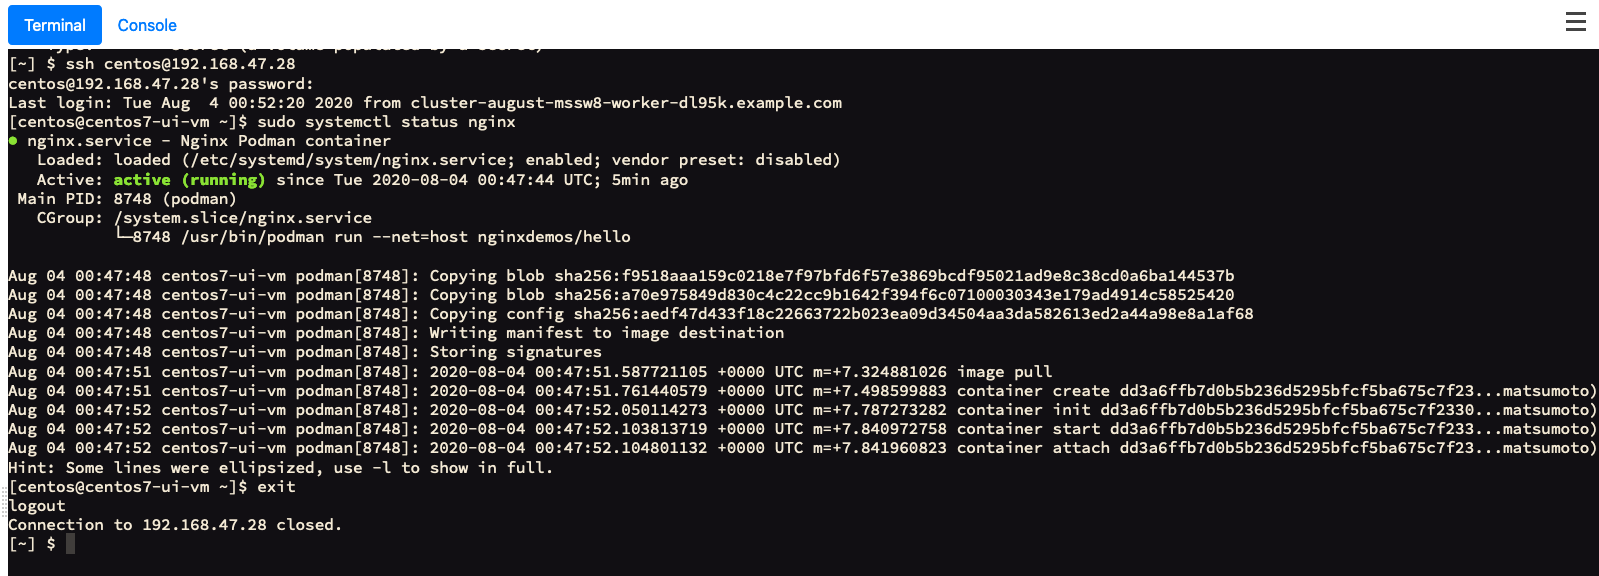 Terminal Console
Type: Secret (a volume populated by a Secret)
[~] $ ssh centos@192.168.47.28
centos@192.168.47.28's password:
Last login: Tue Aug  4 00:52:20 2020 from cluster-august-mssw8-worker-dl95k.example.com
[centos@centos7-ui-vm ~]$ sudo systemctl status nginx
● nginx.service - Nginx Podman container
   Loaded: loaded (/etc/systemd/system/nginx.service; enabled; vendor preset: disabled)
   Active: active (running) since Tue 2020-08-04 00:47:44 UTC; 5min ago
 Main PID: 8748 (podman)
   CGroup: /system.slice/nginx.service
           └─8748 /usr/bin/podman run --net=host nginxdemos/hello
Aug 04 00:47:48 centos7-ui-vm podman[8748]: Copying blob sha256:f9518aaa159c0218e7f97bfd6f57e3869bcdf95021ad9e8c38cd0a6ba144537b
Aug 04 00:47:48 centos7-ui-vm podman[8748]: Copying blob sha256:a70e975849d830c4c22cc9b1642f394f6c07100030343e179ad4914c58525420
Aug 04 00:47:48 centos7-ui-vm podman[8748]: Copying config sha256:aedf47d433f18c22663722b023ea09d34504aa3da582613ed2a44a98e8a1af68
Aug 04 00:47:48 centos7-ui-vm podman[8748]: Writing manifest to image destination
Aug 04 00:47:48 centos7-ui-vm podman[8748]: Storing signatures
Aug 04 00:47:51 centos7-ui-vm podman[8748]: 2020-08-04 00:47:51.587721105 +0000 UTC m=+7.324881026 image pull
Aug 04 00:47:51 centos7-ui-vm podman[8748]: 2020-08-04 00:47:51.761440579 +0000 UTC m=+7.498599883 container create dd3a6ffb7d0b5b236d5295bfcf5ba675c7f23...matsumoto)
Aug 04 00:47:52 centos7-ui-vm podman[8748]: 2020-08-04 00:47:52.050114273 +0000 UTC m=+7.787273282 container init dd3a6ffb7d0b5b236d5295bfcf5ba675c7f2330...matsumoto)
Aug 04 00:47:52 centos7-ui-vm podman[8748]: 2020-08-04 00:47:52.103813719 +0000 UTC m=+7.840972758 container start dd3a6ffb7d0b5b236d5295bfcf5ba675c7f233...matsumoto)
Aug 04 00:47:52 centos7-ui-vm podman[8748]: 2020-08-04 00:47:52.104801132 +0000 UTC m=+7.841960823 container attach dd3a6ffb7d0b5b236d5295bfcf5ba675c7f23...matsumoto)
Hint: Some lines were ellipsized, use -l to show in full.
[centos@centos7-ui-vm ~]$ exit
logout
Connection to 192.168.47.28 closed.
[~] $